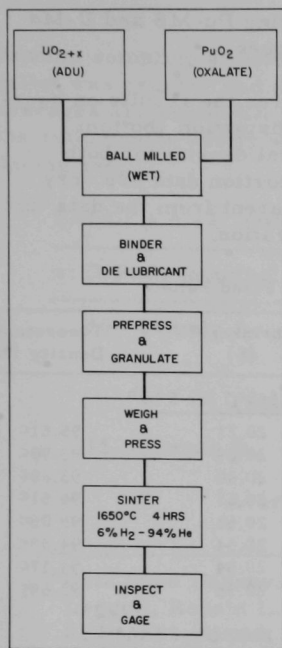 UO2+x
(ADU)
PuO2
(OXALATE)
BALL MILLED
(WET)
BINDER
&
DIE LUBRICANT
PREPRESS
&
GRANULATE
WEIGH
&
PRESS
SINTER
1650°C 4 HRS
6% H2-94% He
INSPECT
&
GAGE